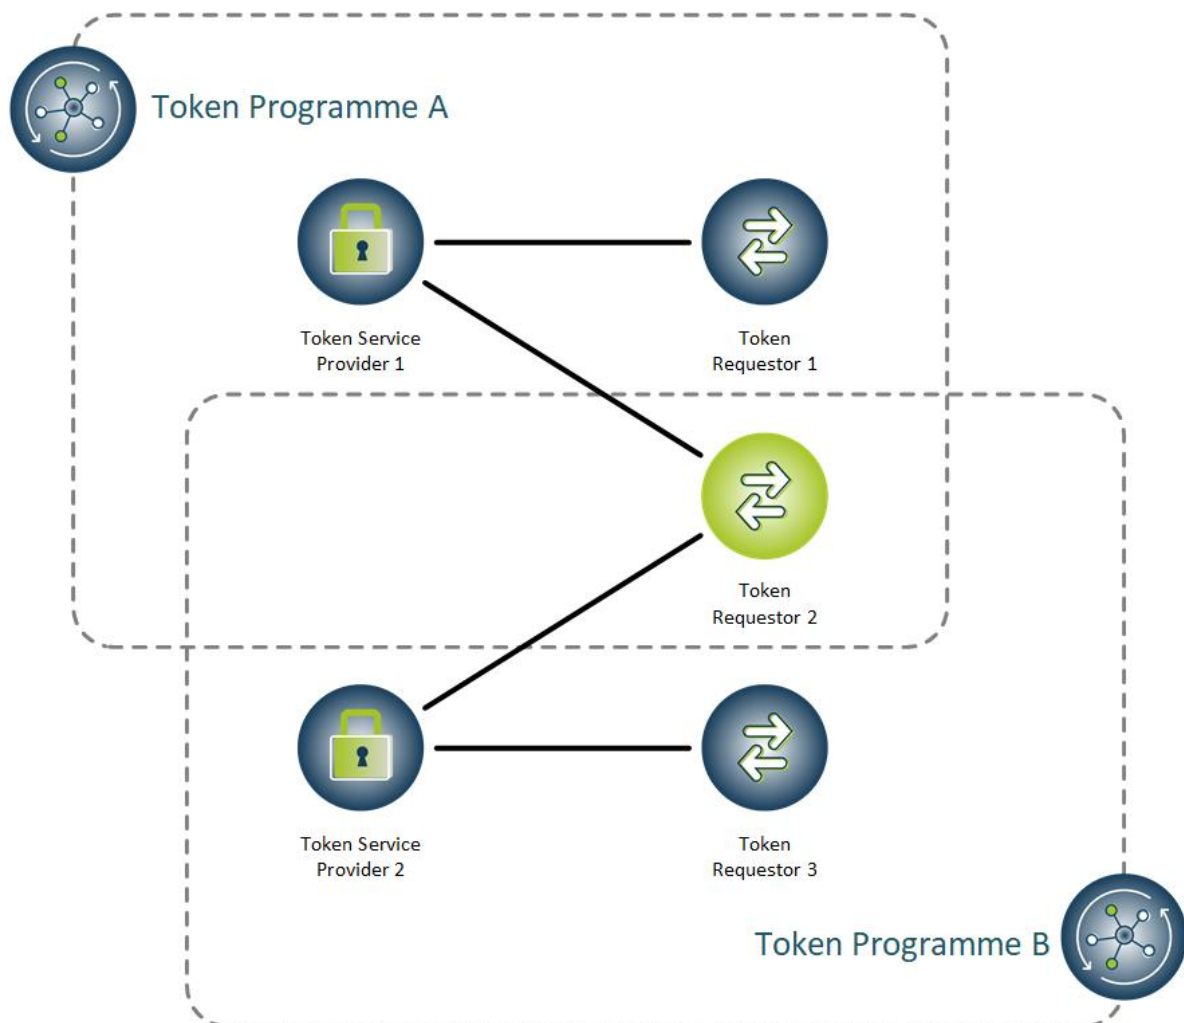 Token Programme A
Token Service
Provider 1
Token
Requestor 1
Token
Requestor 2
Token Service
Provider 2
Token
Requestor 3
Token Programme B